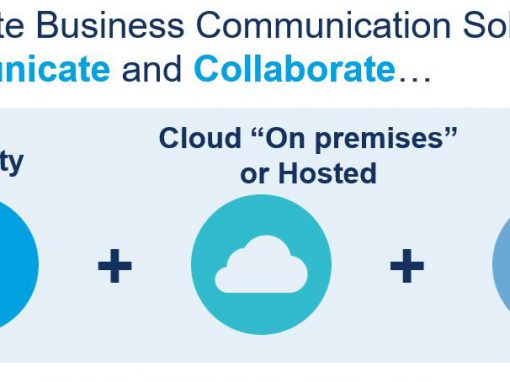 te Business Communication Sol
unicate and Collaborate…
Cloud “On premises”
ty
or Hosted
+ +